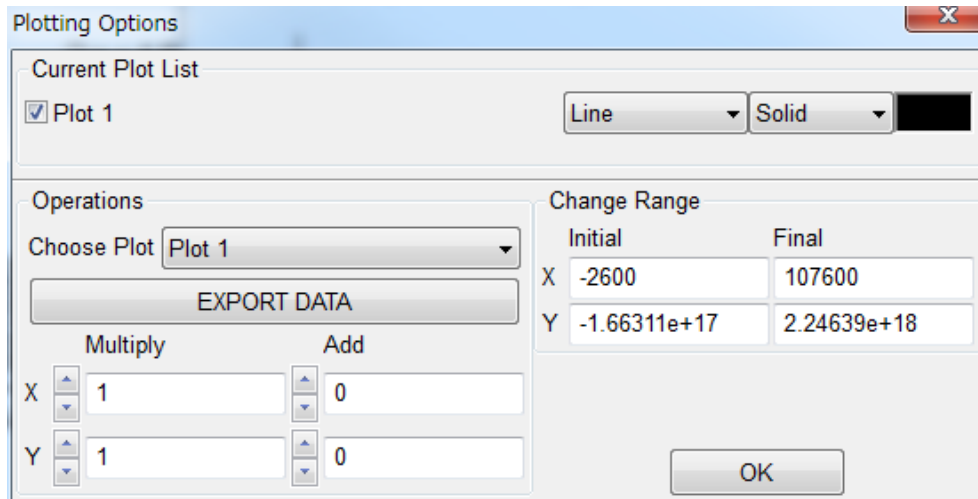 Plotting Options
Current Plot List
Plot 1
Line
Solid
Operations
Choose Plot Plot 1
EXPORT DATA
Multiply Add
X 1 0
Y 1 0
Change Range
Initial Final
X -2600 107600
Y -1.66311e+17 2.24639e+18
OK